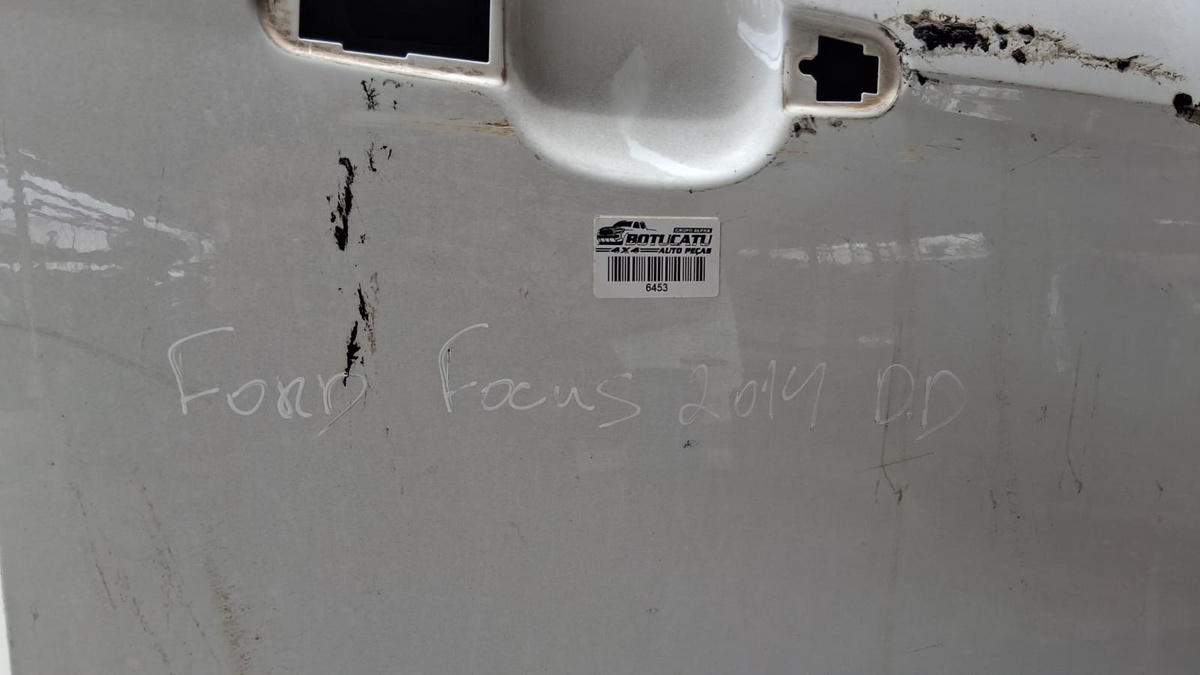 GRUPO ALPHA
BOTUCATU
4X4 AUTO PEÇAS
6453
FORD Focus 2014 D.D